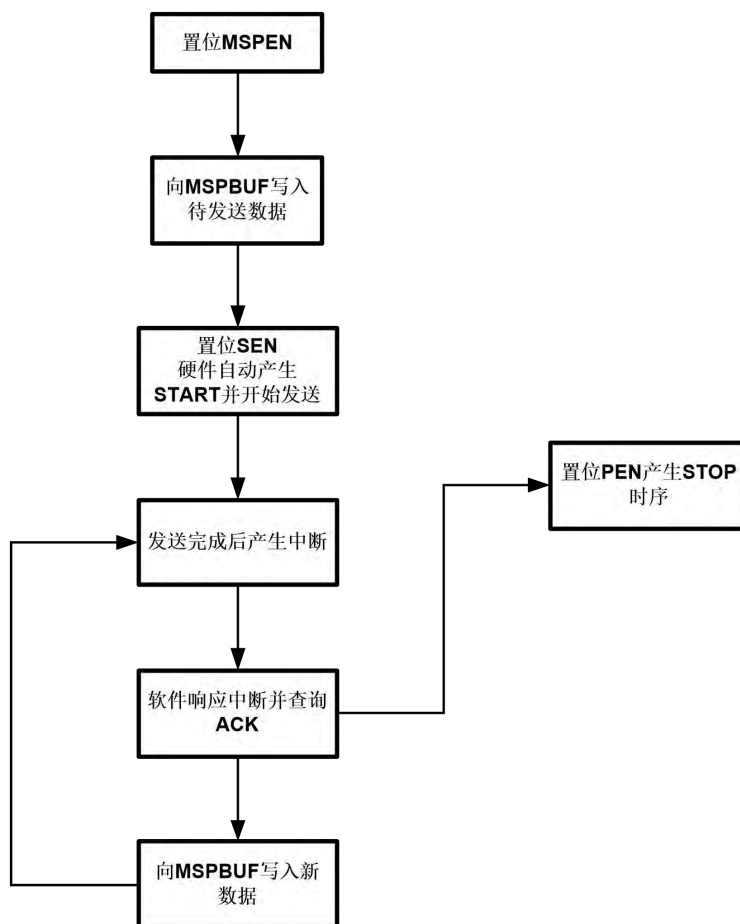 置位MSPEN
向MSPBUF写入
待发送数据
置位SEN
硬件自动产生
START并开始发送
置位PEN产生STOP
时序
发送完成后产生中断
软件响应中断并查询
ACK
向MSPBUF写入新
数据